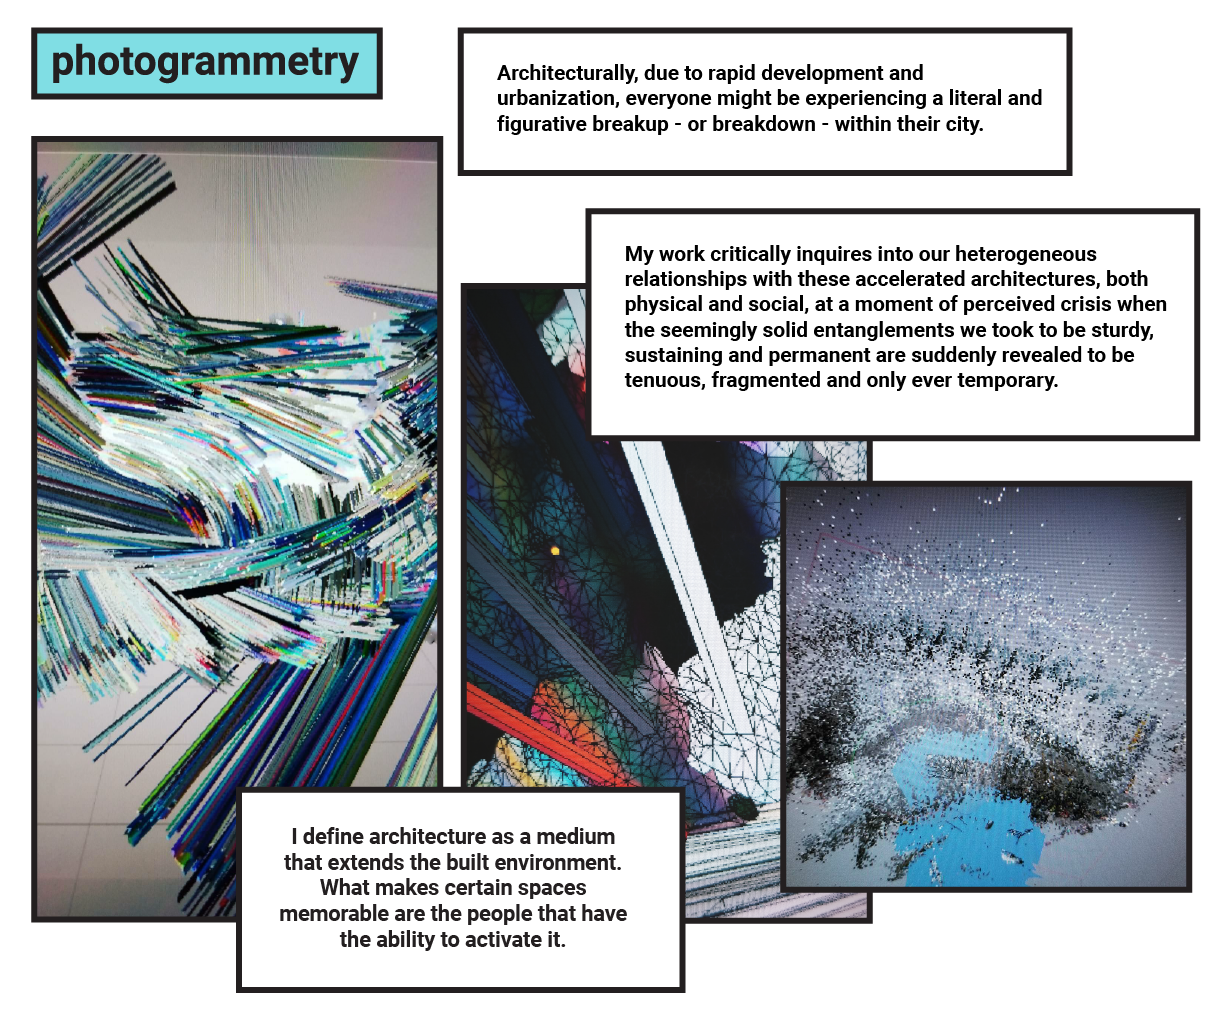 photogrammetry
Architecturally, due to rapid development and
urbanization, everyone might be experiencing a literal and
figurative breakup - or breakdown - within their city.
My work critically inquires into our heterogeneous
relationships with these accelerated architectures, both
physical and social, at a moment of perceived crisis when
the seemingly solid entanglements we took to be sturdy,
sustaining and permanent are suddenly revealed to be
tenuous, fragmented and only ever temporary.
I define architecture as a medium
that extends the built environment.
What makes certain spaces
memorable are the people that have
the ability to activate it.